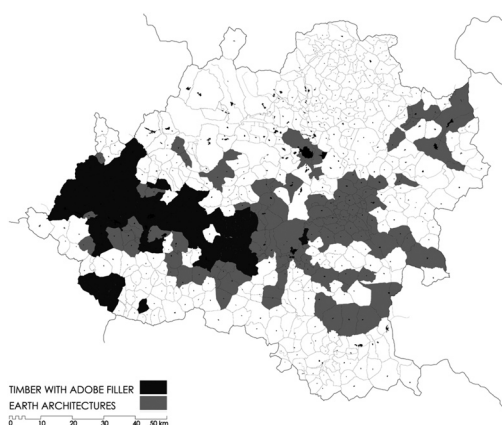 TIMBER WITH ADOBE FILLER
EARTH ARCHITECTURES
0 10 20 30 40 50 km